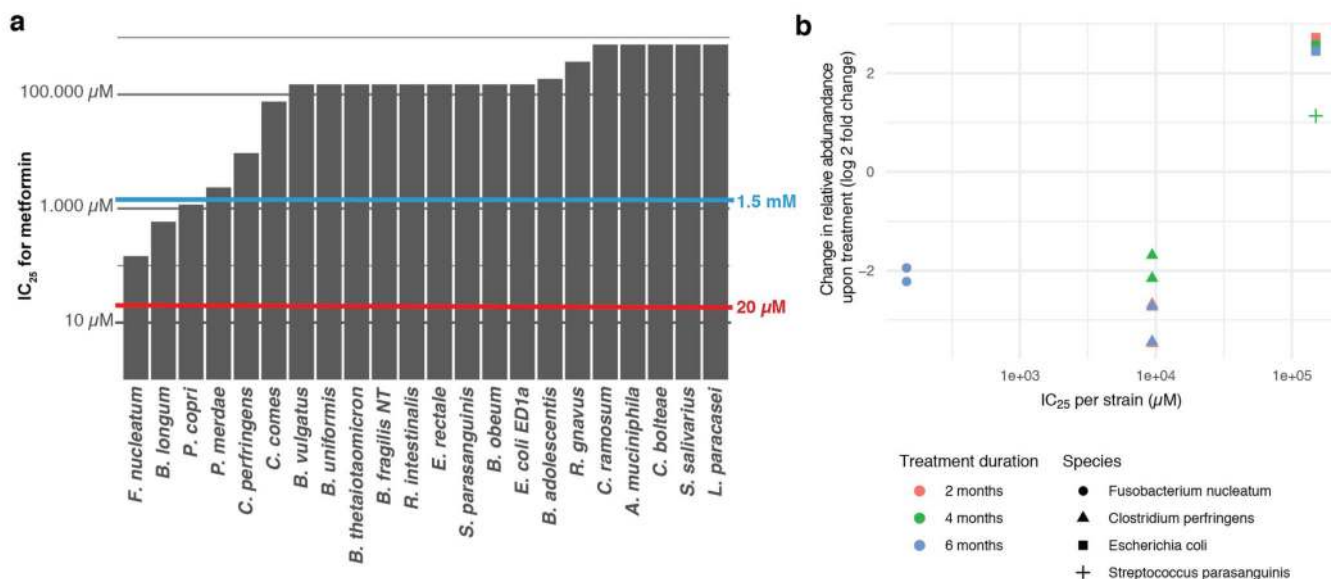 a
100.000 µM
1.000 µM
10 µM
IC25 for metformin
1.5 mM
20 µM
F. nucleatum
B. longum
P. copri
P. merdae
C. perfringens
C. comes
B. vulgatus
B. uniformis
B. thetaiotaomicron
B. fragilis NT
R. intestinalis
E. rectale
S. parasanguinis
B. obeum
E. coli ED1a
B. adolescentis
R. gnavus
C. ramosum
A. muciniphila
C. bolteae
S. salivarius
L. paracasei
b
Change in relative abdunandance
upon treatment (log 2 fold change)
2
0
−2
1e+03
1e+04
1e+05
IC25 per strain (µM)
Treatment duration
2 months
4 months
6 months
Species
Fusobacterium nucleatum
Clostridium perfringens
Escherichia coli
Streptococcus parasanguinis